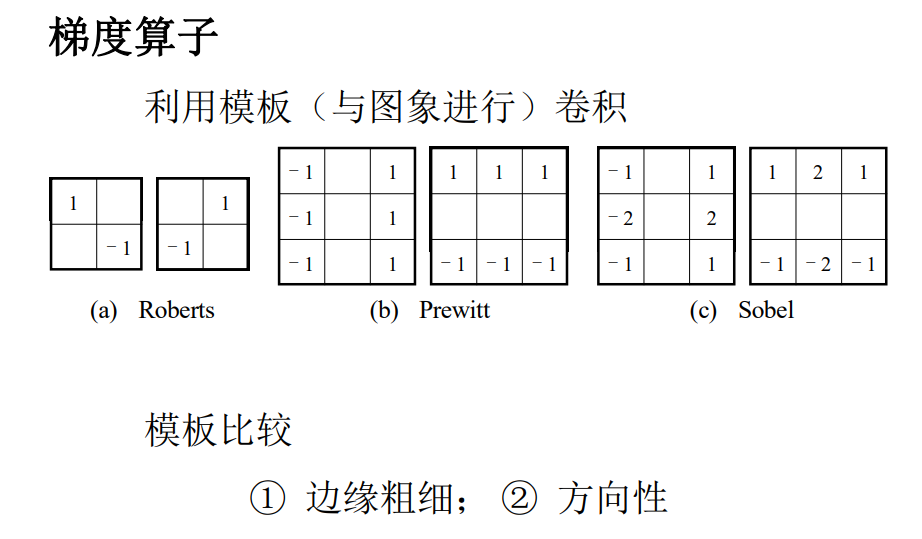 梯度算子
利用模板（与图象进行）卷积
1
-1
1
-1
-1 1
-1 1
-1 1
1 1 1
-1 -1 -1
-1 1
-2 2
-1 1
1 2 1
-1 -2 -1
(a) Roberts
(b) Prewitt
(c) Sobel
模板比较
① 边缘粗细； ② 方向性